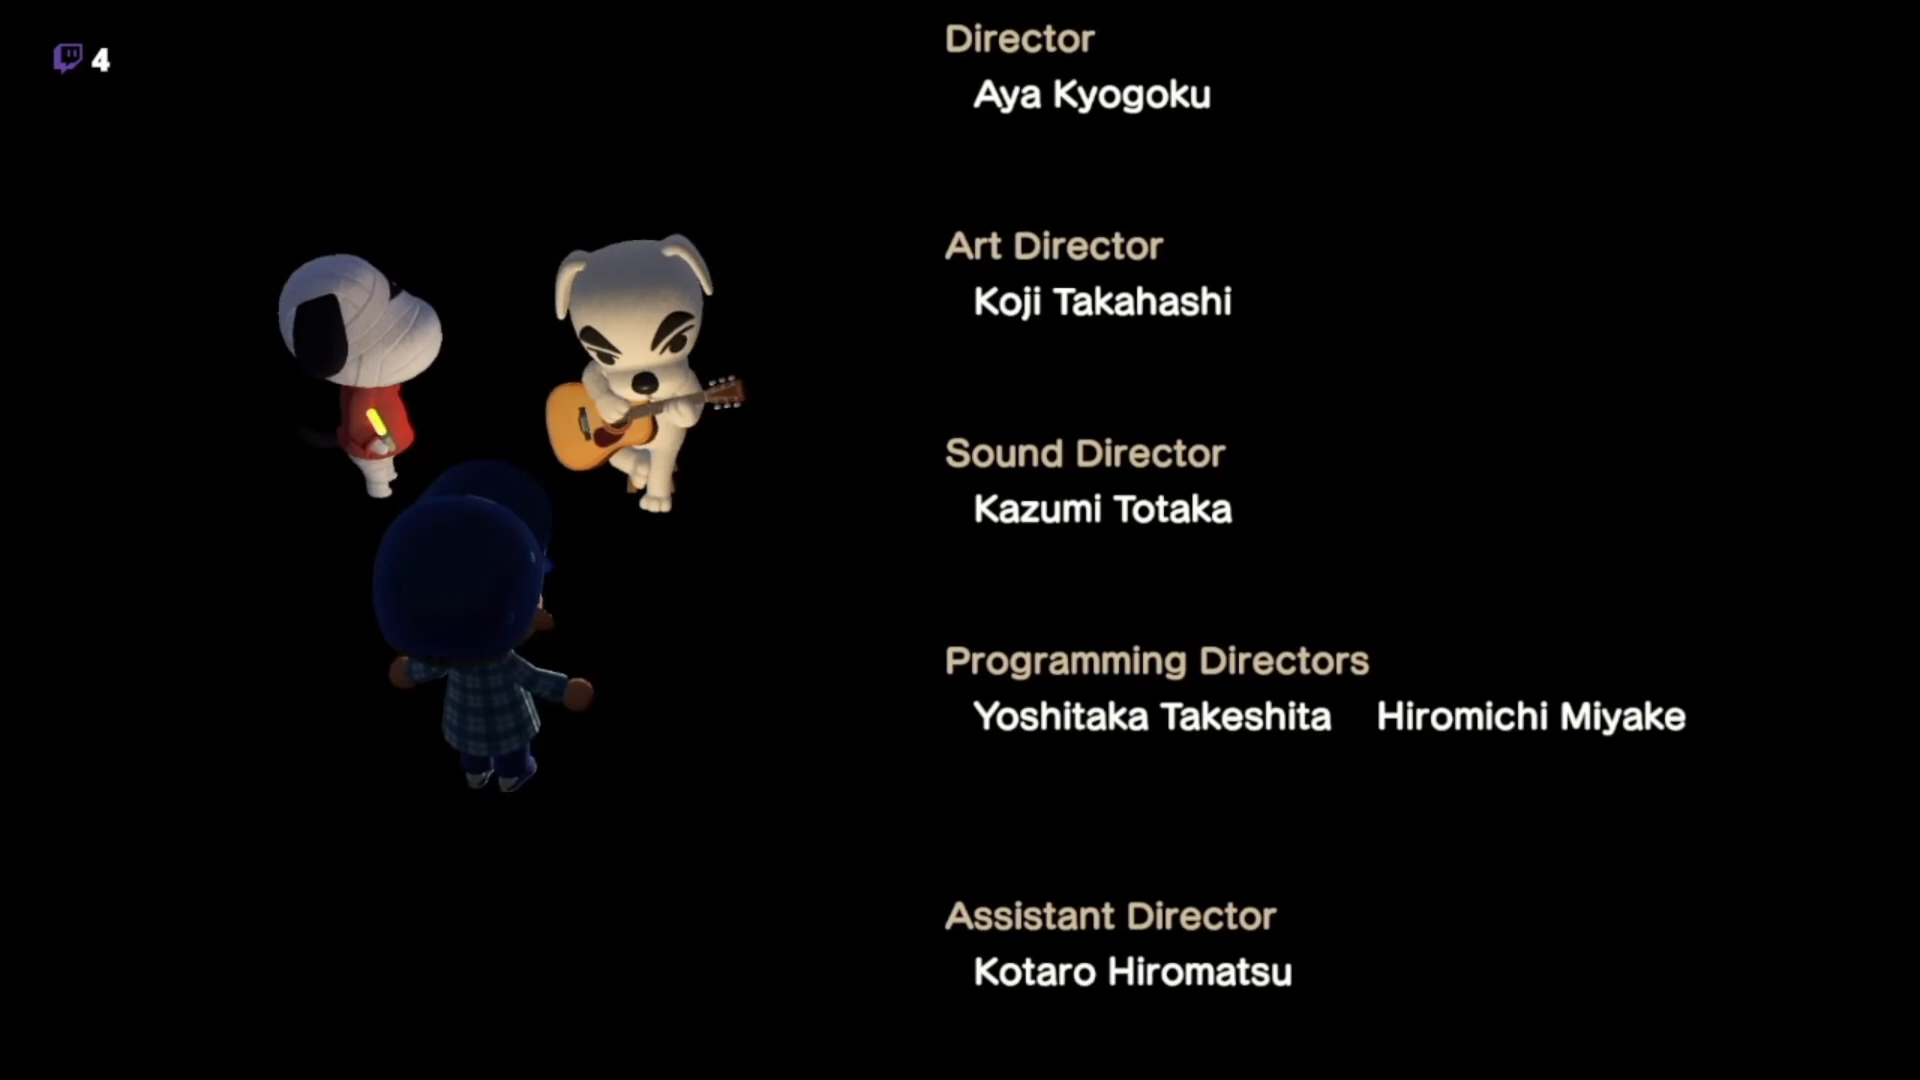 4
Director
Aya Kyogoku
Art Director
Koji Takahashi
Sound Director
Kazumi Totaka
Programming Directors
Yoshitaka Takeshita Hiromichi Miyake
Assistant Director
Kotaro Hiromatsu